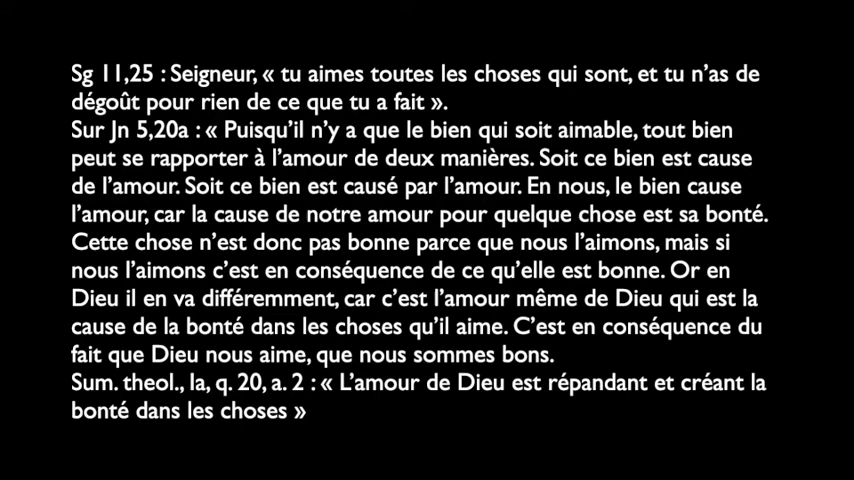 Sg 11,25 : Seigneur, « tu aimes toutes les choses qui sont, et tu n’as de
dégoût pour rien de ce que tu a fait ».
Sur Jn 5,20a : « Puisqu’il n’y a que le bien qui soit aimable, tout bien
peut se rapporter à l’amour de deux manières. Soit ce bien est cause
de l’amour. Soit ce bien est causé par l’amour. En nous, le bien cause
l’amour, car la cause de notre amour pour quelque chose est sa bonté.
Cette chose n’est donc pas bonne parce que nous l’aimons, mais si
nous l’aimons c’est en conséquence de ce qu’elle est bonne. Or en
Dieu il en va différemment, car c’est l’amour même de Dieu qui est la
cause de la bonté dans les choses qu’il aime. C’est en conséquence du
fait que Dieu nous aime, que nous sommes bons.
Sum. theol., Ia, q. 20, a. 2 : « L’amour de Dieu est répandant et créant la
bonté dans les choses »